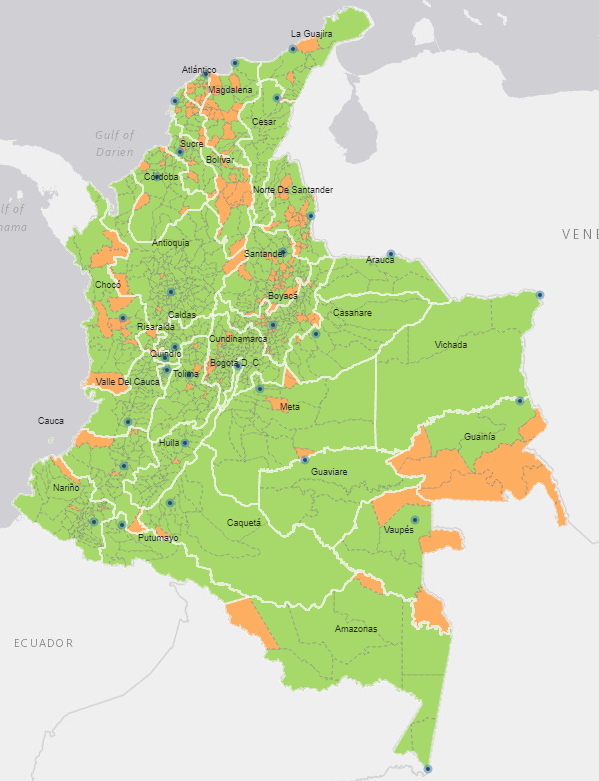 La Guajira
Atlántico
Magdalena
Cesar
Gulf of
Darien
Sucre
Bolívar
Córdoba
Norte De Santander
lf of
nama
VENE
Antioquia
Santander
Arauca
Chocó
Boyacá
Caldas
Casanare
Risaralda
Cundinamarca
Vichada
Quindío
Bogotá D. C.
Tolima
Valle Del Cauca
Meta
Cauca
Huila
Guainía
Guaviare
Nariño
Caquetá
Vaupés
Putumayo
Amazonas
ECUADOR